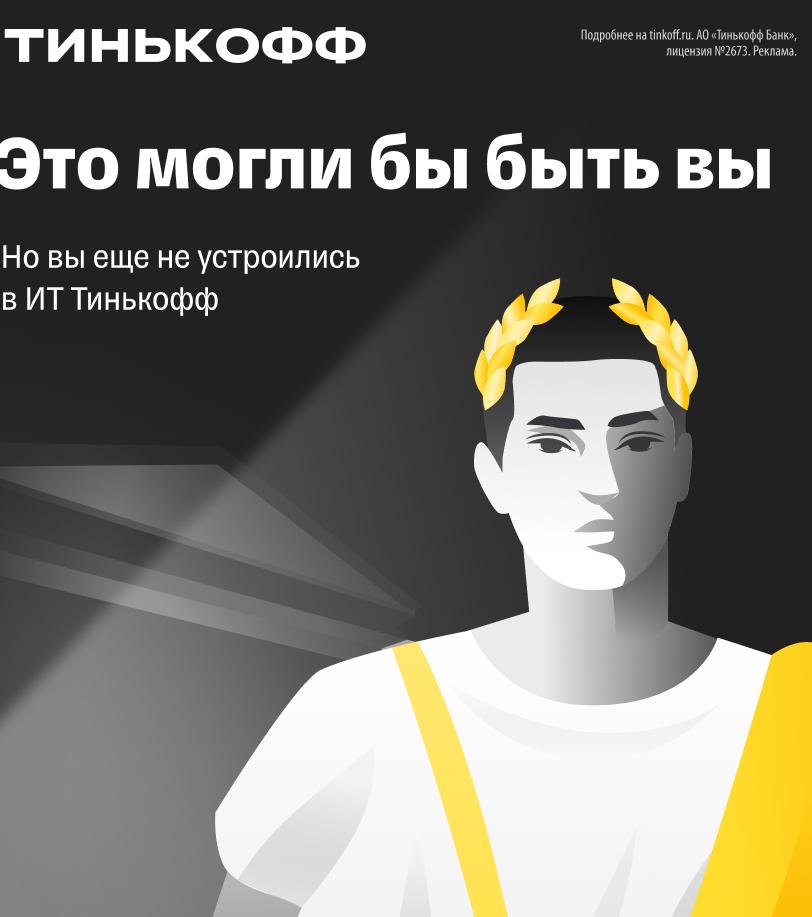 ТИНЬКОФФ
Подробнее на tinkoff.ru. АО «Тинькофф Банк»,
лицензия №2673. Реклама.
Это могли бы быть вы
Но вы еще не устроились
в ИТ Тинькофф